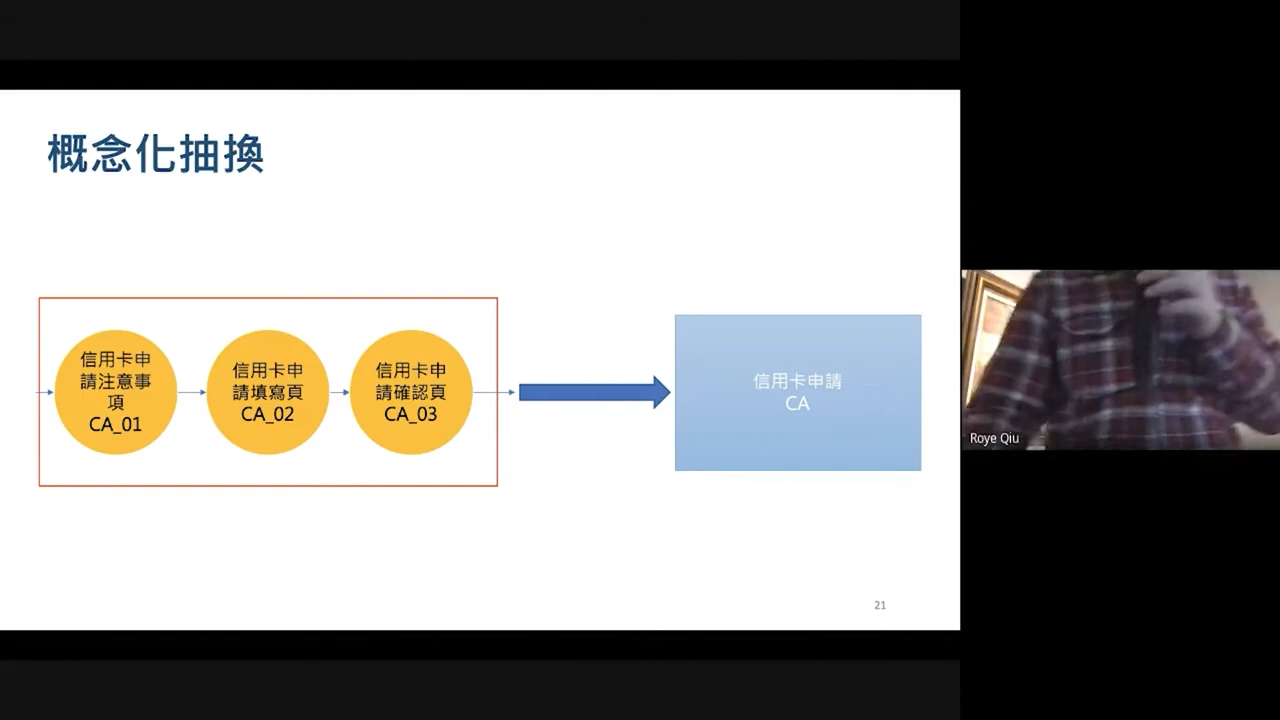 概念化抽換
信用卡申
請注意事
項
CA_01
信用卡申
請填寫頁
CA_02
信用卡申
請確認頁
CA_03
信用卡申請
CA
Roye Qiu
21